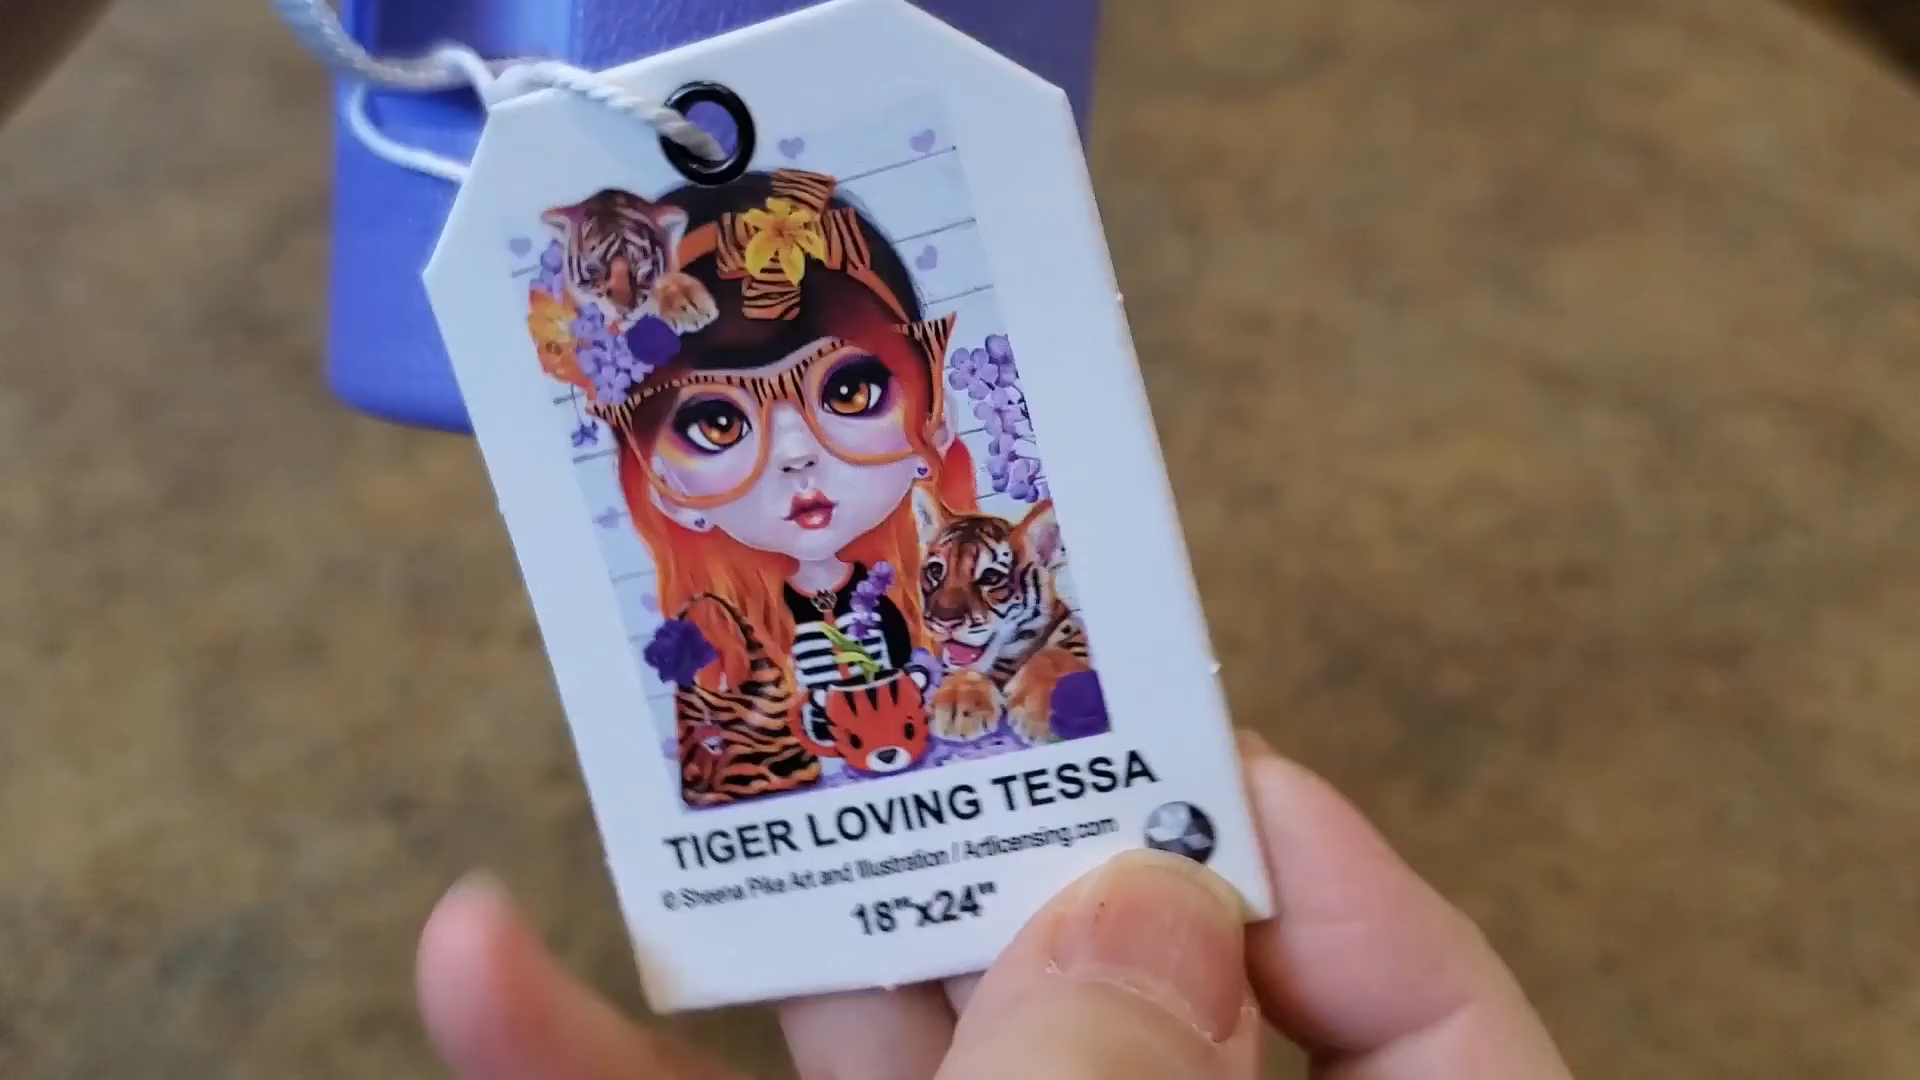 TIGER LOVING TESSA
© Sheena Pike Art and Illustration / Artlicensing.com
18"x24"